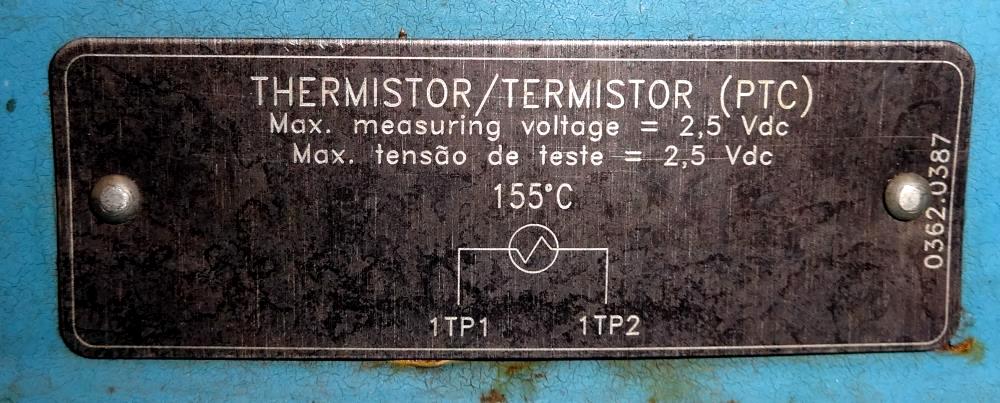 THERMISTOR/TERMISTOR (PTC)
Max. measuring voltage = 2,5 Vdc
Max. tensão de teste = 2,5 Vdc
155°C
1TP1 1TP2
0362.0387